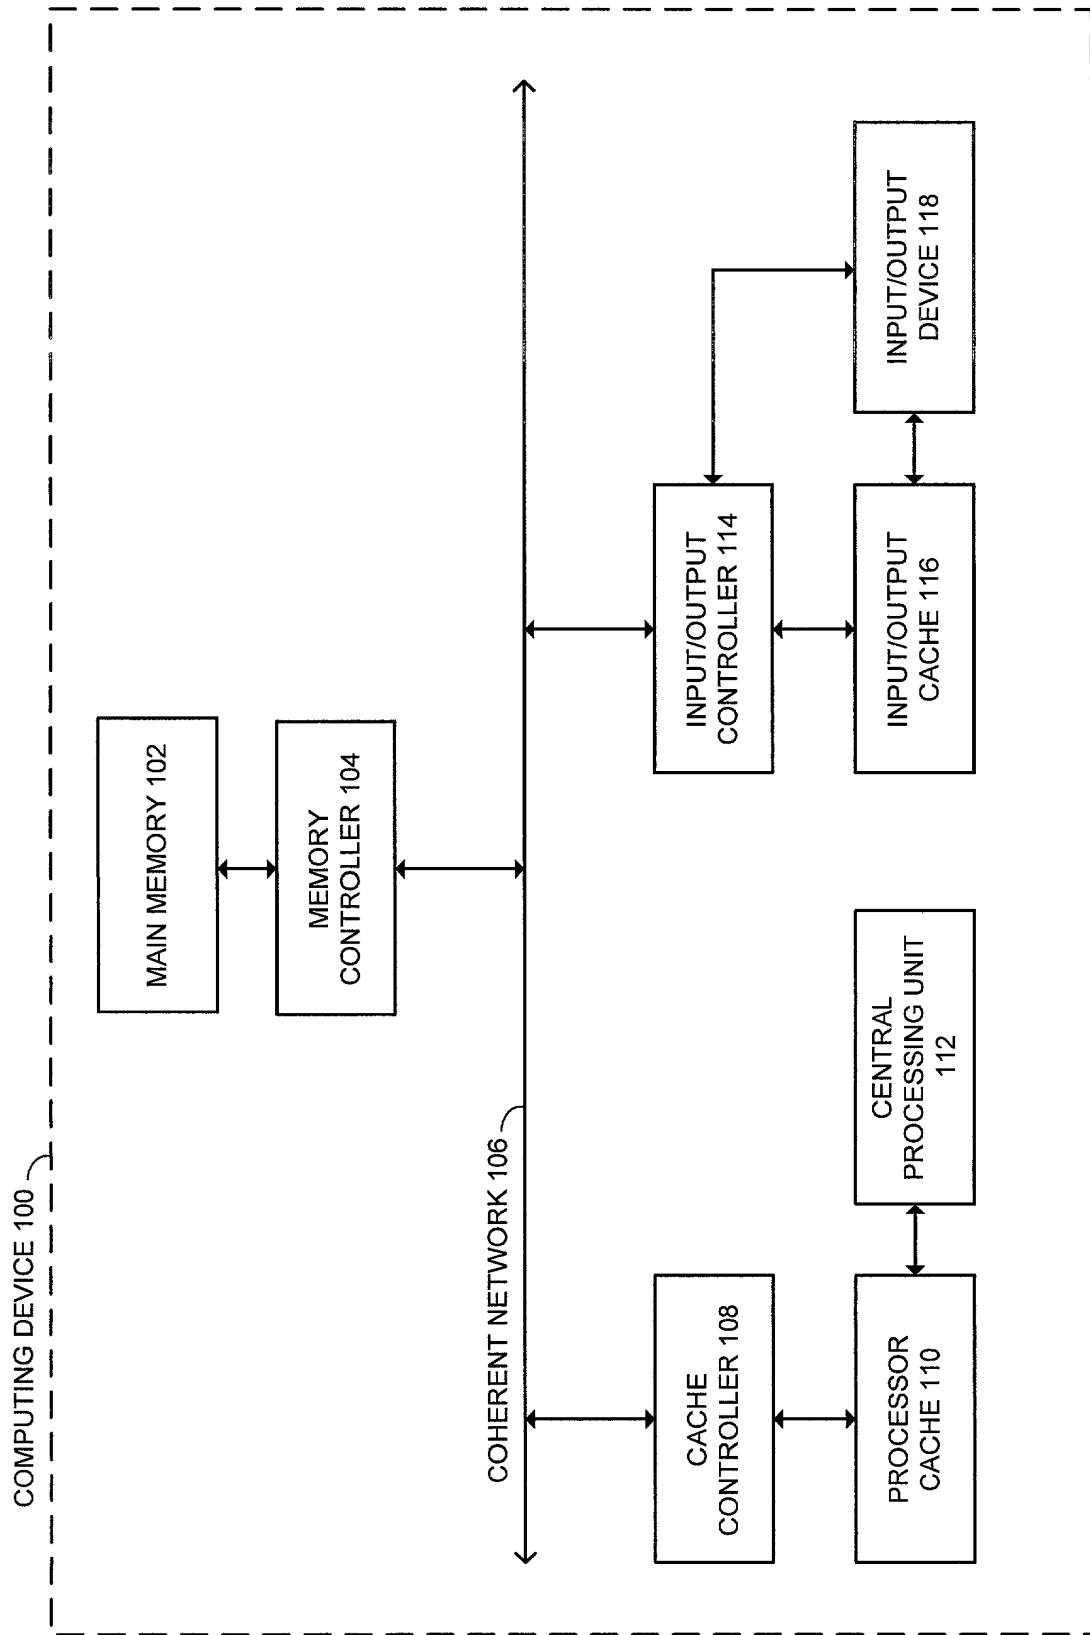 COMPUTING DEVICE 100
MAIN MEMORY 102
MEMORY
CONTROLLER 104
COHERENT NETWORK 106
CACHE
CONTROLLER 108
INPUT/OUTPUT
CONTROLLER 114
PROCESSOR
CACHE 110
CENTRAL
PROCESSING UNIT
112
INPUT/OUTPUT
CACHE 116
INPUT/OUTPUT
DEVICE 118